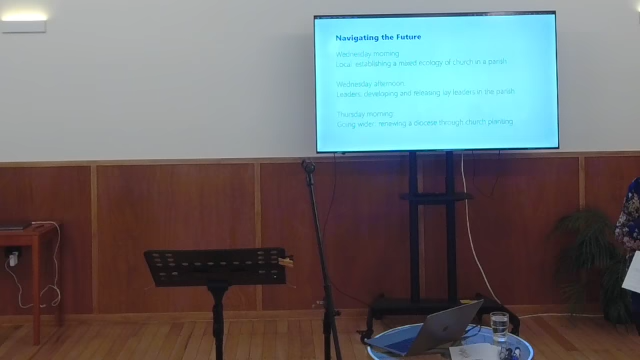 Navigating the Future
Wednesday morning
Local: establishing a mixed ecology of church in a parish
Wednesday afternoon
Leaders: developing and releasing lay leaders in the parish
Thursday morning
Going wider: renewing a diocese through church planting